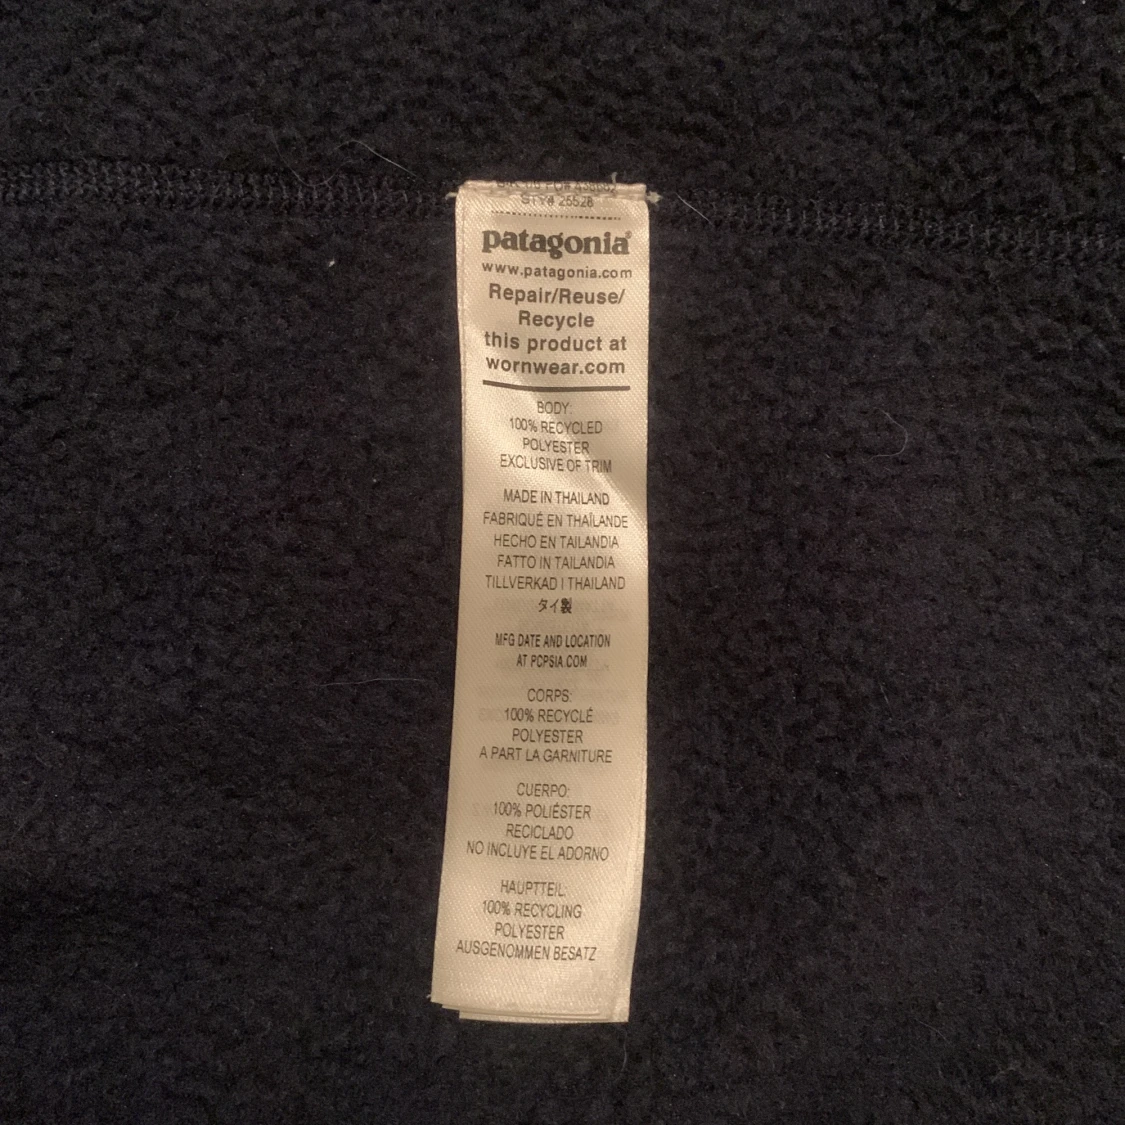 STY# 25528
patagonia®
www.patagonia.com
Repair/Reuse/
Recycle
this product at
wornwear.com
BODY:
100% RECYCLED
POLYESTER
EXCLUSIVE OF TRIM
MADE IN THAILAND
FABRIQUÉ EN THAÏLANDE
HECHO EN TAILANDIA
FATTO IN TAILANDIA
TILLVERKAD I THAILAND
タイ製
MFG DATE AND LOCATION
AT PCPSIA.COM
CORPS:
100% RECYCLÉ
POLYESTER
A PART LA GARNITURE
CUERPO:
100% POLIÉSTER
RECICLADO
NO INCLUYE EL ADORNO
HAUPTTEIL:
100% RECYCLING
POLYESTER
AUSGENOMMEN BESATZ